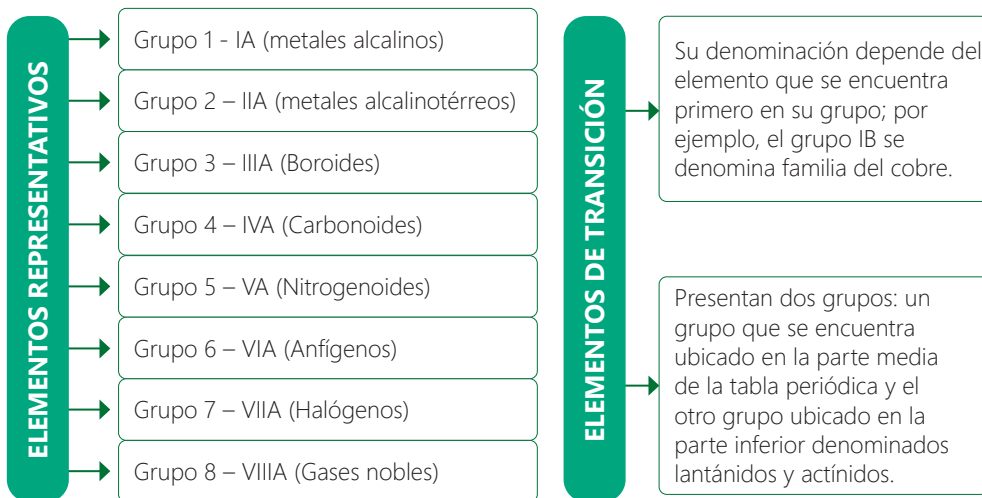 ELEMENTOS REPRESENTATIVOS
Grupo 1 - IA (metales alcalinos)
Grupo 2 – IIA (metales alcalinotérreos)
Grupo 3 – IIIA (Boroides)
Grupo 4 – IVA (Carbonoides)
Grupo 5 – VA (Nitrogenoides)
Grupo 6 – VIA (Anfígenos)
Grupo 7 – VIIA (Halógenos)
Grupo 8 – VIIIA (Gases nobles)
ELEMENTOS DE TRANSICIÓN
Su denominación depende del
elemento que se encuentra
primero en su grupo; por
ejemplo, el grupo IB se
denomina familia del cobre.
Presentan dos grupos: un
grupo que se encuentra
ubicado en la parte media
de la tabla periódica y el
otro grupo ubicado en la
parte inferior denominados
lantánidos y actínidos.